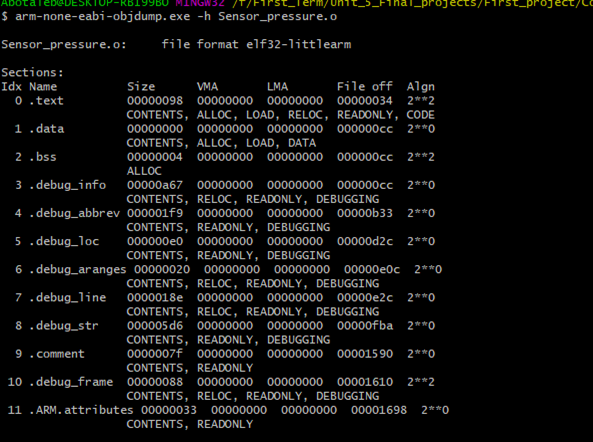 AbotaTeb@DESKTOP-RBI99BU MINGW32 /f/First_Term/Unit_5_Final_projects/First_project/Co
$ arm-none-eabi-objdump.exe -h Sensor_pressure.o

Sensor_pressure.o:     file format elf32-littlearm

Sections:
Idx Name          Size      VMA       LMA       File off  Algn
  0 .text         00000098  00000000  00000000  00000034  2**2
                  CONTENTS, ALLOC, LOAD, RELOC, READONLY, CODE
  1 .data         00000000  00000000  00000000  000000cc  2**0
                  CONTENTS, ALLOC, LOAD, DATA
  2 .bss          00000004  00000000  00000000  000000cc  2**2
                  ALLOC
  3 .debug_info   00000a67  00000000  00000000  000000cc  2**0
                  CONTENTS, RELOC, READONLY, DEBUGGING
  4 .debug_abbrev 000001f9  00000000  00000000  00000b33  2**0
                  CONTENTS, READONLY, DEBUGGING
  5 .debug_loc    000000e0  00000000  00000000  00000d2c  2**0
                  CONTENTS, READONLY, DEBUGGING
  6 .debug_aranges 00000020  00000000  00000000  00000e0c  2**0
                  CONTENTS, RELOC, READONLY, DEBUGGING
  7 .debug_line   0000018e  00000000  00000000  00000e2c  2**0
                  CONTENTS, RELOC, READONLY, DEBUGGING
  8 .debug_str    000005d6  00000000  00000000  00000fba  2**0
                  CONTENTS, READONLY, DEBUGGING
  9 .comment      0000007f  00000000  00000000  00001590  2**0
                  CONTENTS, READONLY
 10 .debug_frame  00000088  00000000  00000000  00001610  2**2
                  CONTENTS, RELOC, READONLY, DEBUGGING
 11 .ARM.attributes 00000033  00000000  00000000  00001698  2**0
                  CONTENTS, READONLY